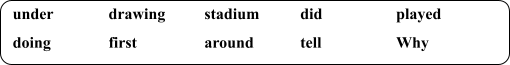 under drawing stadium did played
doing first around tell Why